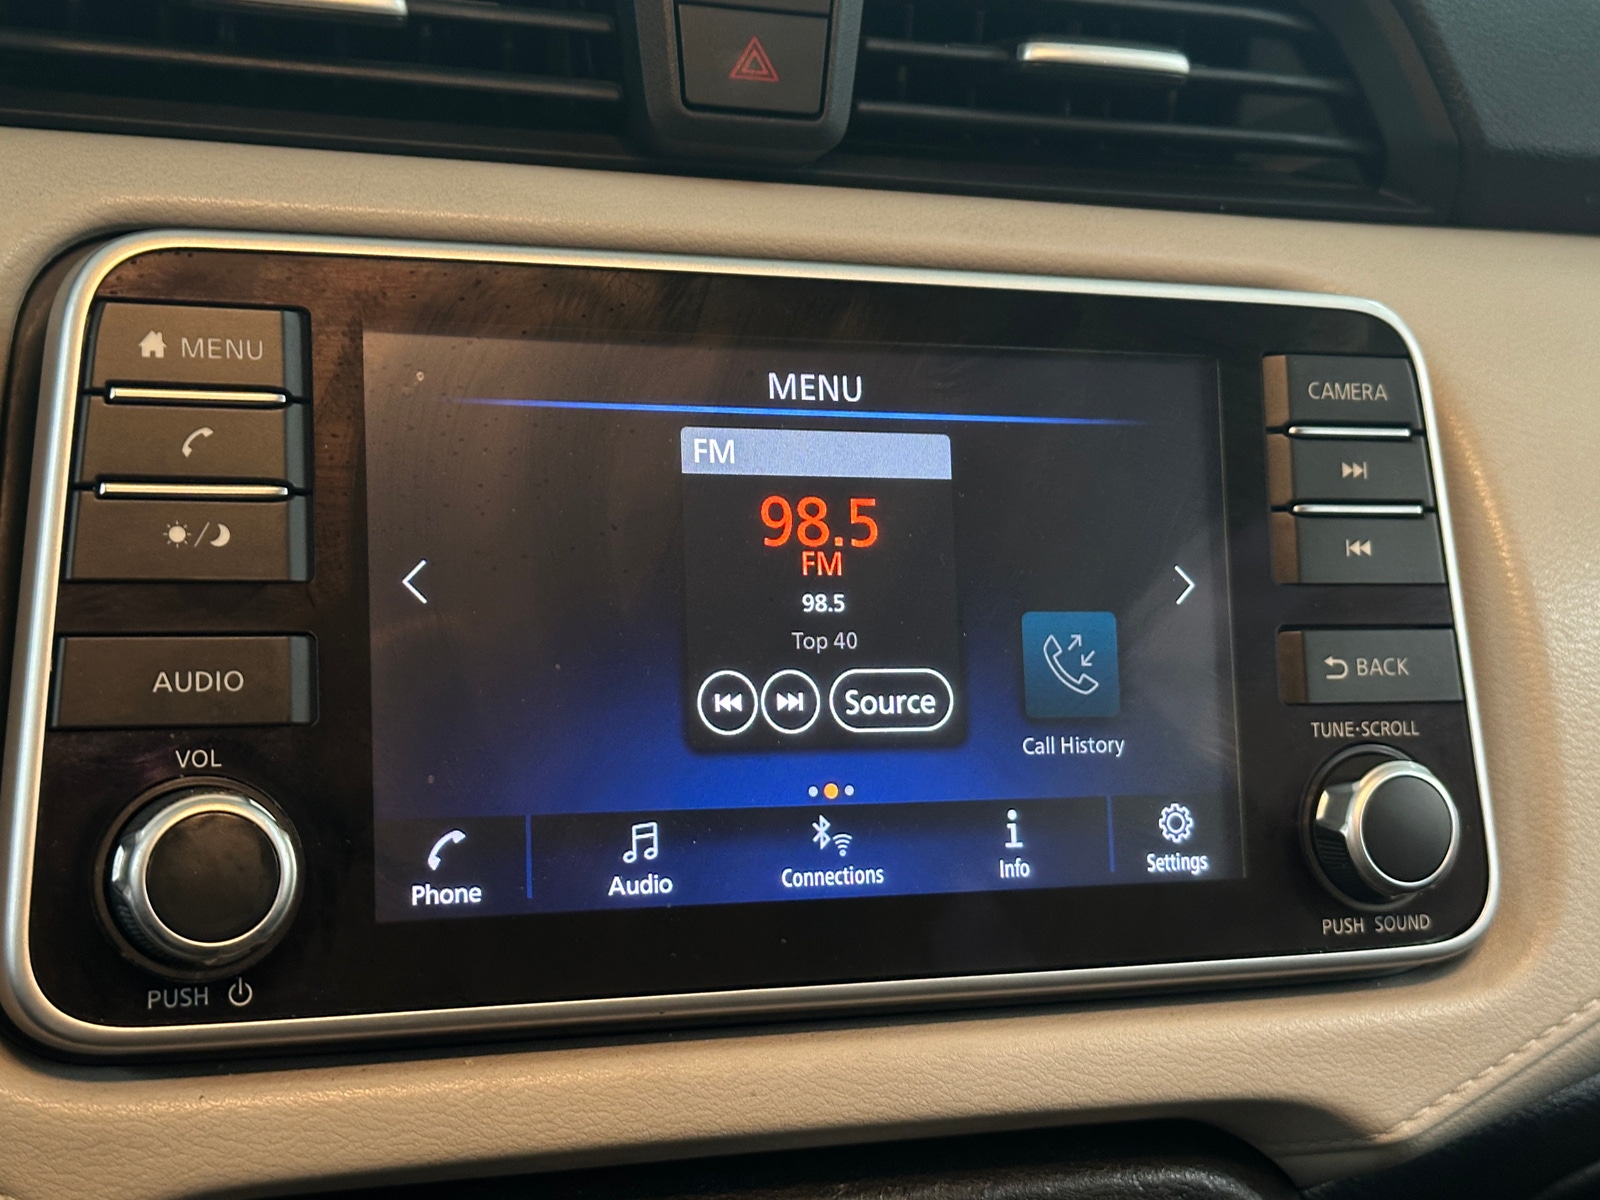 MENU
AUDIO
VOL
PUSH
MENU
FM
98.5
FM
98.5
Top 40
Source
Call History
Phone
Audio
Connections
Info
Settings
CAMERA
BACK
TUNE·SCROLL
PUSH SOUND